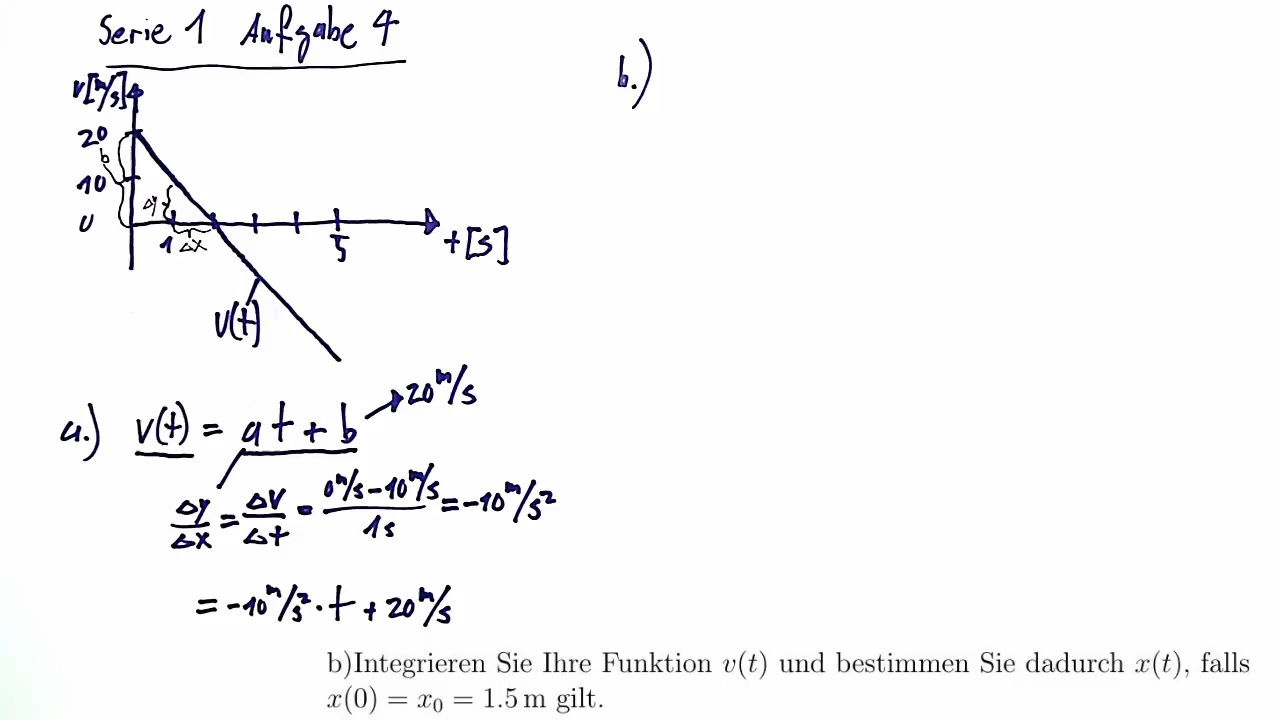 Serie 1 Aufgabe 4
b.)
v[m/s]
20
b
10
Δy
0
1 Δx
5
t[s]
v(t)
20 m/s
a.) v(t) = at + b
Δy/Δx = Δv/Δt = (0 m/s - 10 m/s)/1s = -10 m/s²
= -10 m/s² · t + 20 m/s
b)Integrieren Sie Ihre Funktion v(t) und bestimmen Sie dadurch x(t), falls
x(0) = x₀ = 1.5 m gilt.